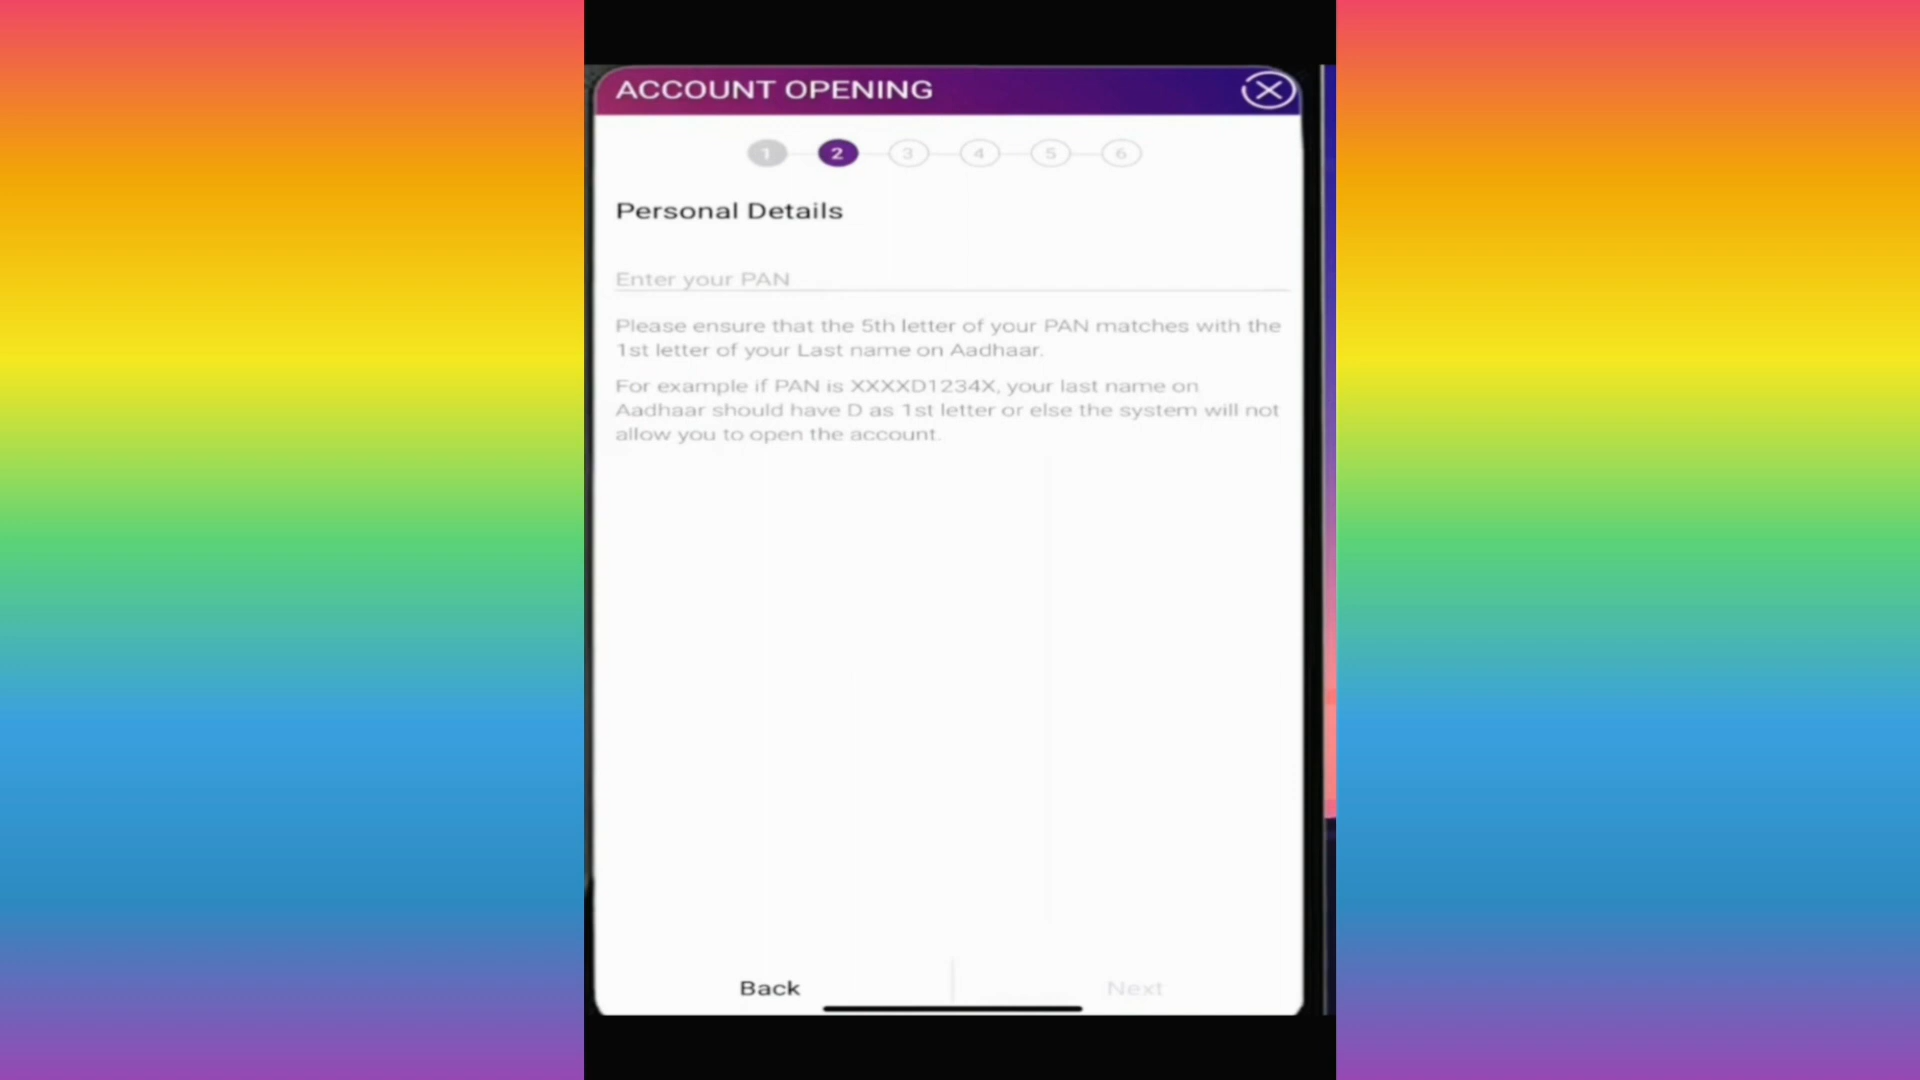 ACCOUNT OPENING
1 2 3 4 5 6
Personal Details
Enter your PAN
Please ensure that the 5th letter of your PAN matches with the
1st letter of your Last name on Aadhaar.
For example if PAN is XXXXD1234X, your last name on
Aadhaar should have D as 1st letter or else the system will not
allow you to open the account.
Back Next